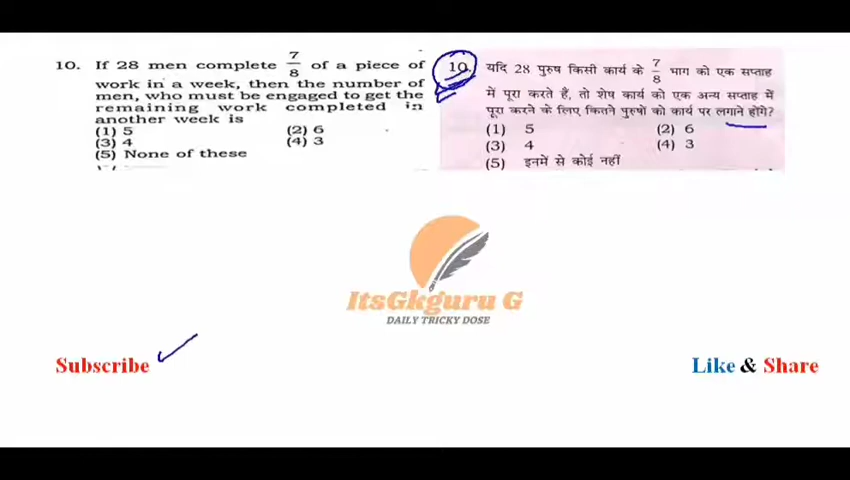 10. If 28 men complete 7/8 of a piece of
work in a week, then the number of
men, who must be engaged to get the
remaining work completed in
another week is
(1) 5 (2) 6
(3) 4 (4) 3
(5) None of these
10. यदि 28 पुरुष किसी कार्य के 7/8 भाग को एक सप्ताह
में पूरा करते हैं, तो शेष कार्य को एक अन्य सप्ताह में
पूरा करने के लिए कितने पुरुषों को कार्य पर लगाने होंगे?
(1) 5 (2) 6
(3) 4 (4) 3
(5) इनमें से कोई नहीं
ItsGkguru G
DAILY TRICKY DOSE
Subscribe
Like & Share